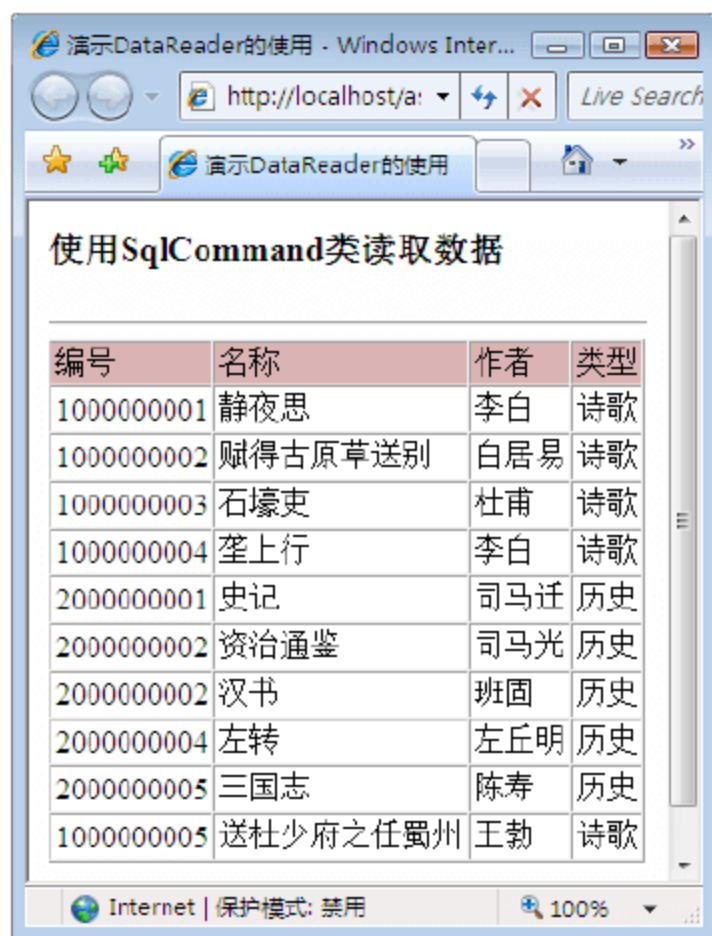 演示DataReader的使用 - Windows Inter...
http://localhost/a: Live Search
演示DataReader的使用
使用SqlCommand类读取数据
编号 名称 作者 类型
1000000001 静夜思 李白 诗歌
1000000002 赋得古原草送别 白居易 诗歌
1000000003 石壕吏 杜甫 诗歌
1000000004 垄上行 李白 诗歌
2000000001 史记 司马迁 历史
2000000002 资治通鉴 司马光 历史
2000000002 汉书 班固 历史
2000000004 左转 左丘明 历史
2000000005 三国志 陈寿 历史
1000000005 送杜少府之任蜀州 王勃 诗歌
Internet | 保护模式: 禁用 100%